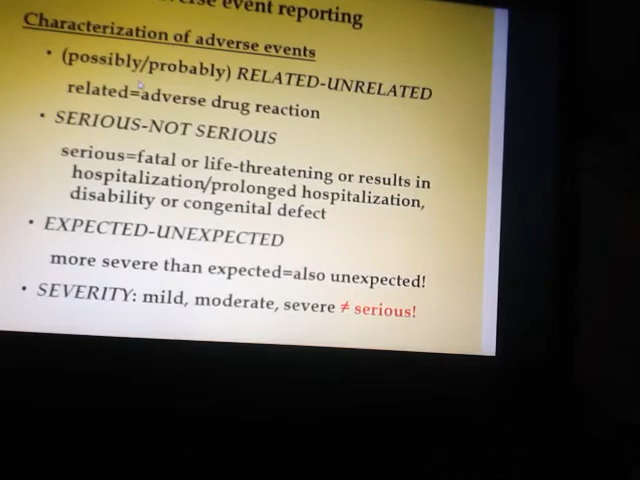 event reporting
Characterization of adverse events
• (possibly/probably) RELATED-UNRELATED
related=adverse drug reaction
• SERIOUS-NOT SERIOUS
serious=fatal or life-threatening or results in
hospitalization/prolonged hospitalization,
disability or congenital defect
• EXPECTED-UNEXPECTED
more severe than expected=also unexpected!
• SEVERITY: mild, moderate, severe ≠ serious!